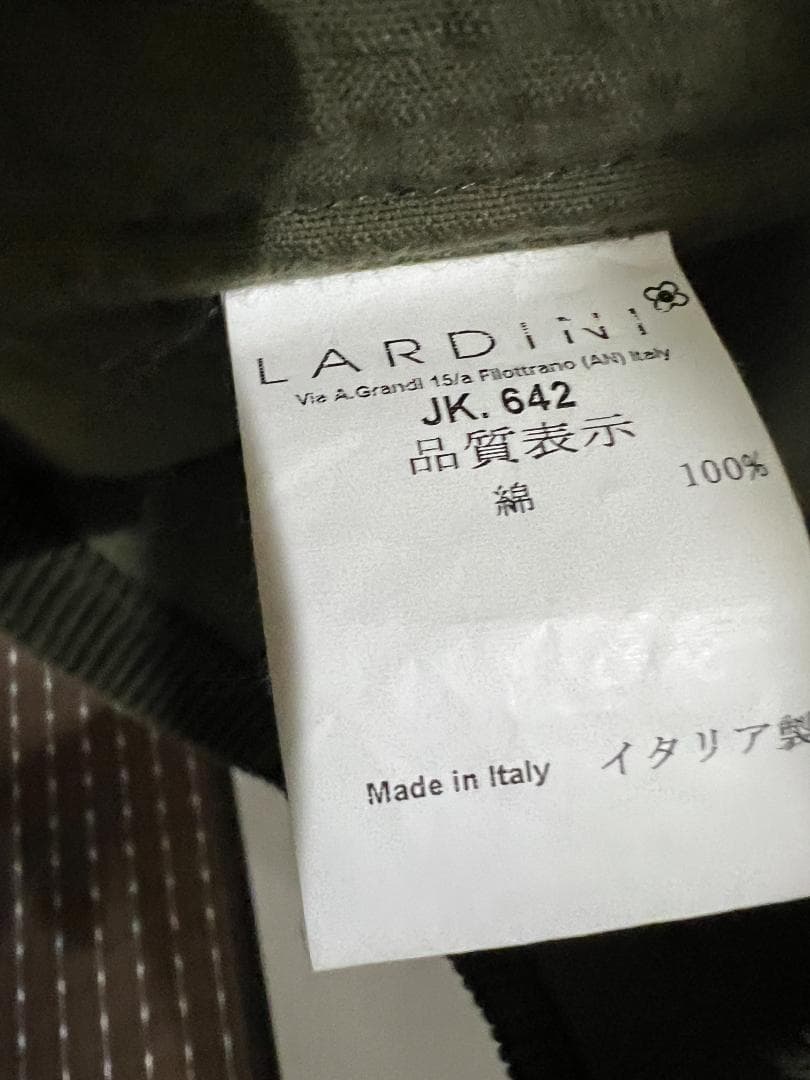 LARDINI
Via A.Grandi 15/a Filottrano (AN) Italy
JK. 642
品質表示
綿 100%
Made in Italy イタリア製